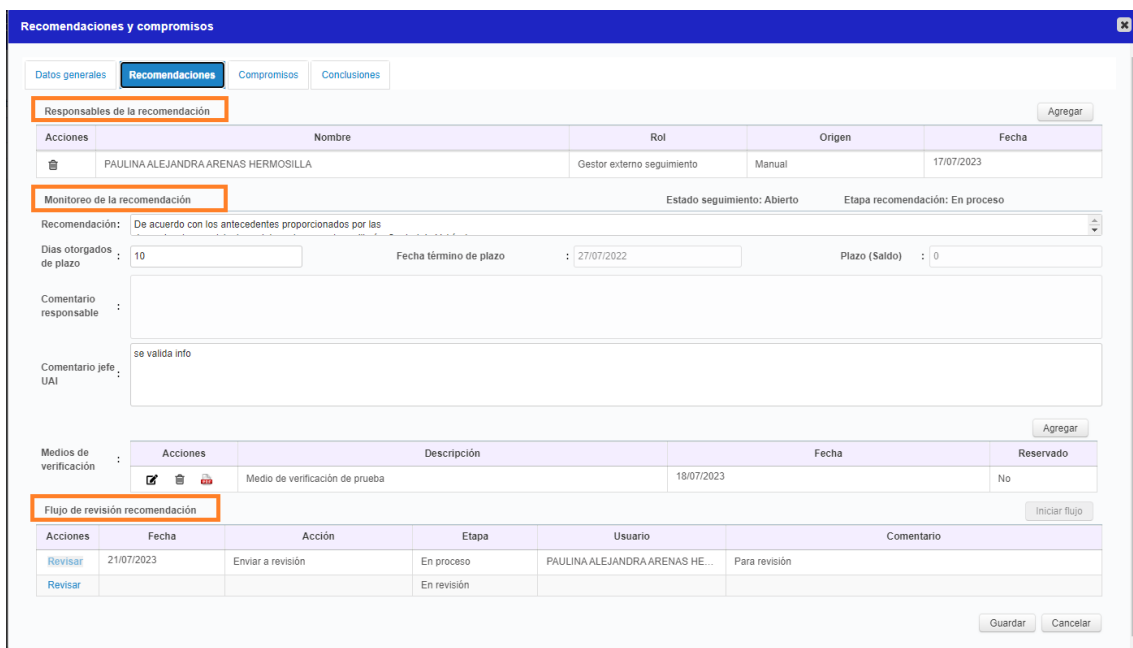 Recomendaciones y compromisos
Datos generales Recomendaciones Compromisos Conclusiones
Responsables de la recomendación Agregar
Acciones Nombre Rol Origen Fecha
PAULINA ALEJANDRA ARENAS HERMOSILLA Gestor externo seguimiento Manual 17/07/2023
Monitoreo de la recomendación Estado seguimiento: Abierto Etapa recomendación: En proceso
Recomendación: De acuerdo con los antecedentes proporcionados por las
Dias otorgados de plazo : 10 Fecha término de plazo : 27/07/2022 Plazo (Saldo) : 0
Comentario responsable :
Comentario jefe UAI : se valida info
Agregar
Medios de verificación : Acciones Descripción Fecha Reservado
Medio de verificación de prueba 18/07/2023 No
Flujo de revisión recomendación Iniciar flujo
Acciones Fecha Acción Etapa Usuario Comentario
Revisar 21/07/2023 Enviar a revisión En proceso PAULINA ALEJANDRA ARENAS HE... Para revisión
Revisar En revisión
Guardar Cancelar